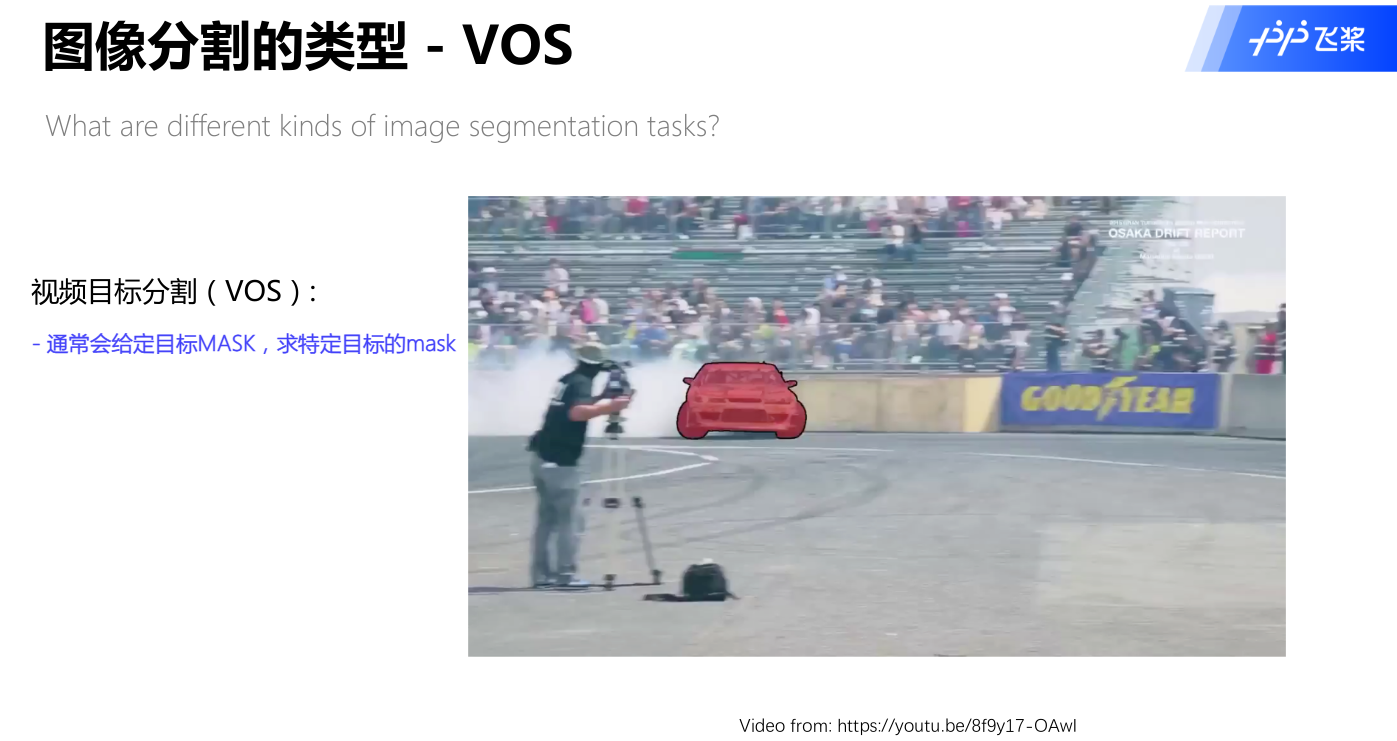 图像分割的类型 - VOS
飞桨
What are different kinds of image segmentation tasks?
OSAKA DRIFT REPORT
视频目标分割（VOS）:
- 通常会给定目标MASK，求特定目标的mask
GOODYEAR
Video from: https://youtu.be/8f9y17-OAwI